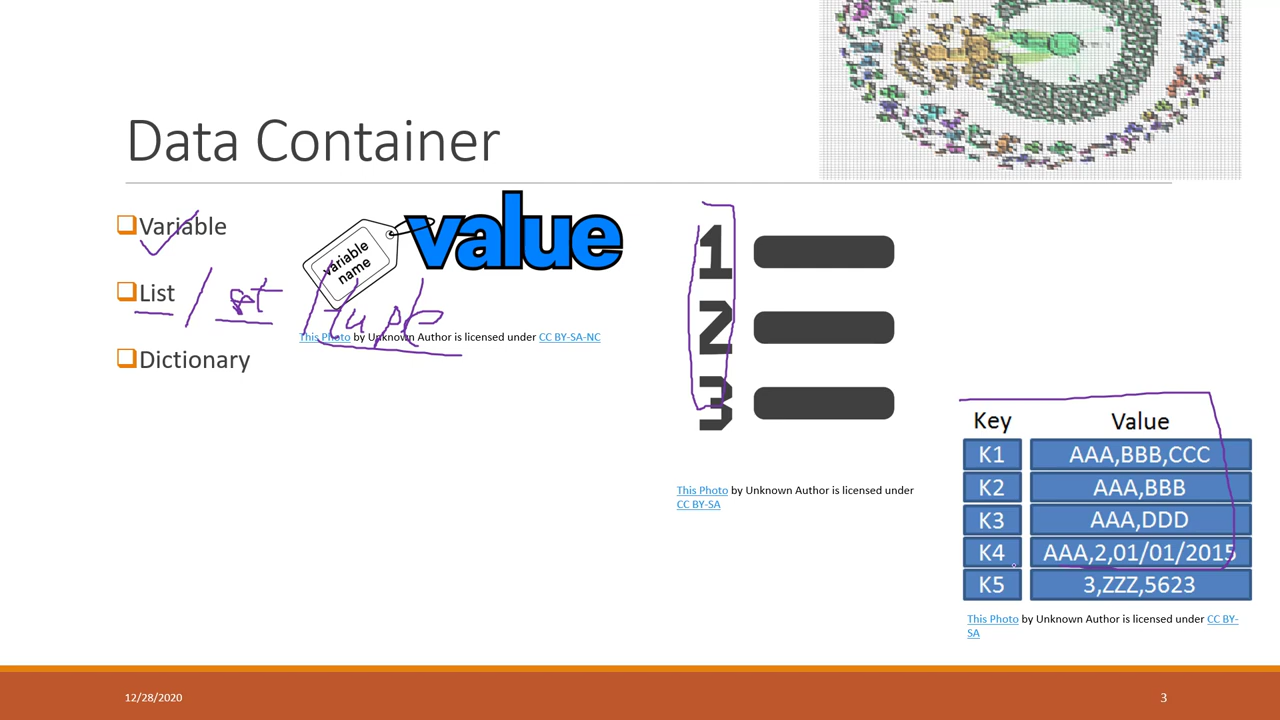 Data Container
Variable
List / set / Tuple
Dictionary
variable
name
value
This Photo by Unknown Author is licensed under CC BY-SA-NC
1
2
3
This Photo by Unknown Author is licensed under
CC BY-SA
Key Value
K1 AAA,BBB,CCC
K2 AAA,BBB
K3 AAA,DDD
K4 AAA,2,01/01/2015
K5 3,ZZZ,5623
This Photo by Unknown Author is licensed under CC BY-
SA
12/28/2020
3